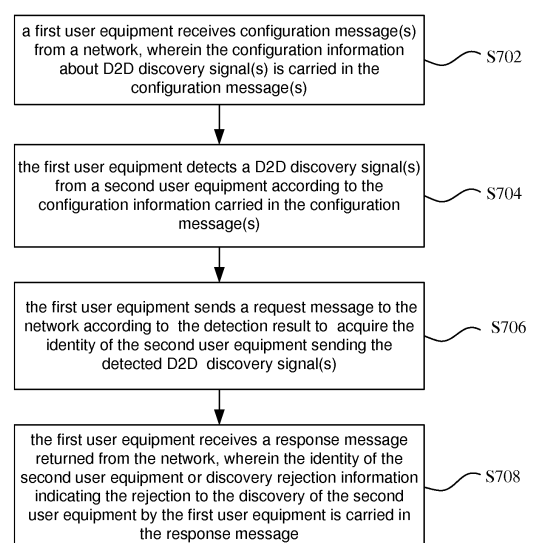 a first user equipment receives configuration message(s)
from a network, wherein the configuration information
about D2D discovery signal(s) is carried in the
configuration message(s)
S702
the first user equipment detects a D2D discovery signal(s)
from a second user equipment according to the
configuration information carried in the configuration
message(s)
S704
the first user equipment sends a request message to the
network according to the detection result to acquire the
identity of the second user equipment sending the
detected D2D discovery signal(s)
S706
the first user equipment receives a response message
returned from the network, wherein the identity of the
second user equipment or discovery rejection information
indicating the rejection to the discovery of the second
user equipment by the first user equipment is carried in
the response message
S708